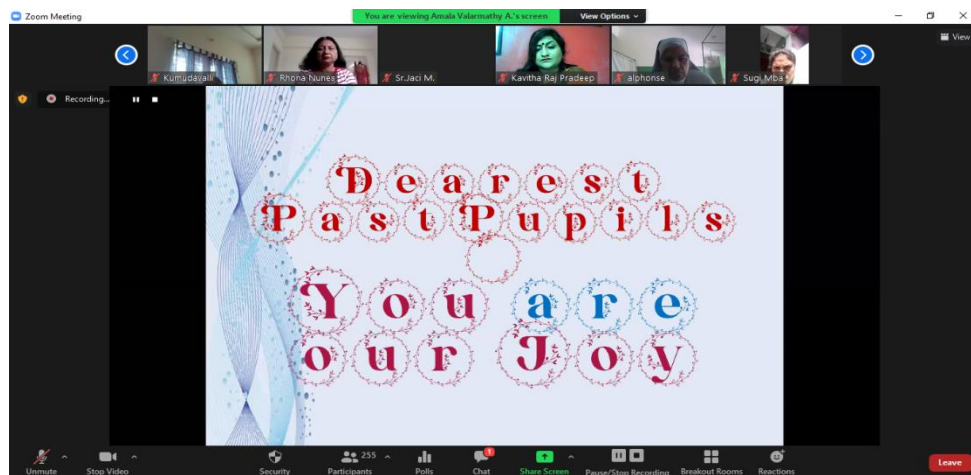 Zoom Meeting
You are viewing Amala Valarmathy A.'s screen View Options
View
Kumudavalli Rhona Nunes Sr.Jaci M. Kavitha Raj Pradeep alphonse Sugi Mba
Recording...
Dearest
Past Pupils
You are
our Joy
255
1
Unmute Stop Video Security Participants Polls Chat Share Screen Pause/Stop Recording Breakout Rooms Reactions
Leave